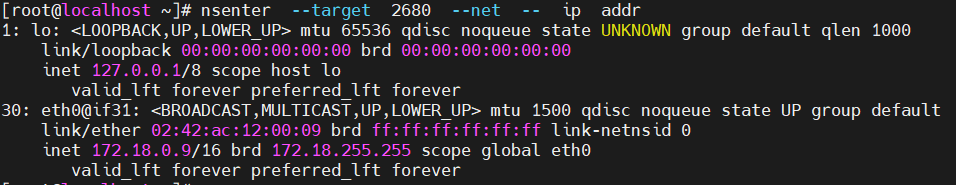 [root@localhost ~]# nsenter --target 2680 --net -- ip addr
1: lo: <LOOPBACK,UP,LOWER_UP> mtu 65536 qdisc noqueue state UNKNOWN group default qlen 1000
    link/loopback 00:00:00:00:00:00 brd 00:00:00:00:00:00
    inet 127.0.0.1/8 scope host lo
       valid_lft forever preferred_lft forever
30: eth0@if31: <BROADCAST,MULTICAST,UP,LOWER_UP> mtu 1500 qdisc noqueue state UP group default
    link/ether 02:42:ac:12:00:09 brd ff:ff:ff:ff:ff:ff link-netnsid 0
    inet 172.18.0.9/16 brd 172.18.255.255 scope global eth0
       valid_lft forever preferred_lft forever